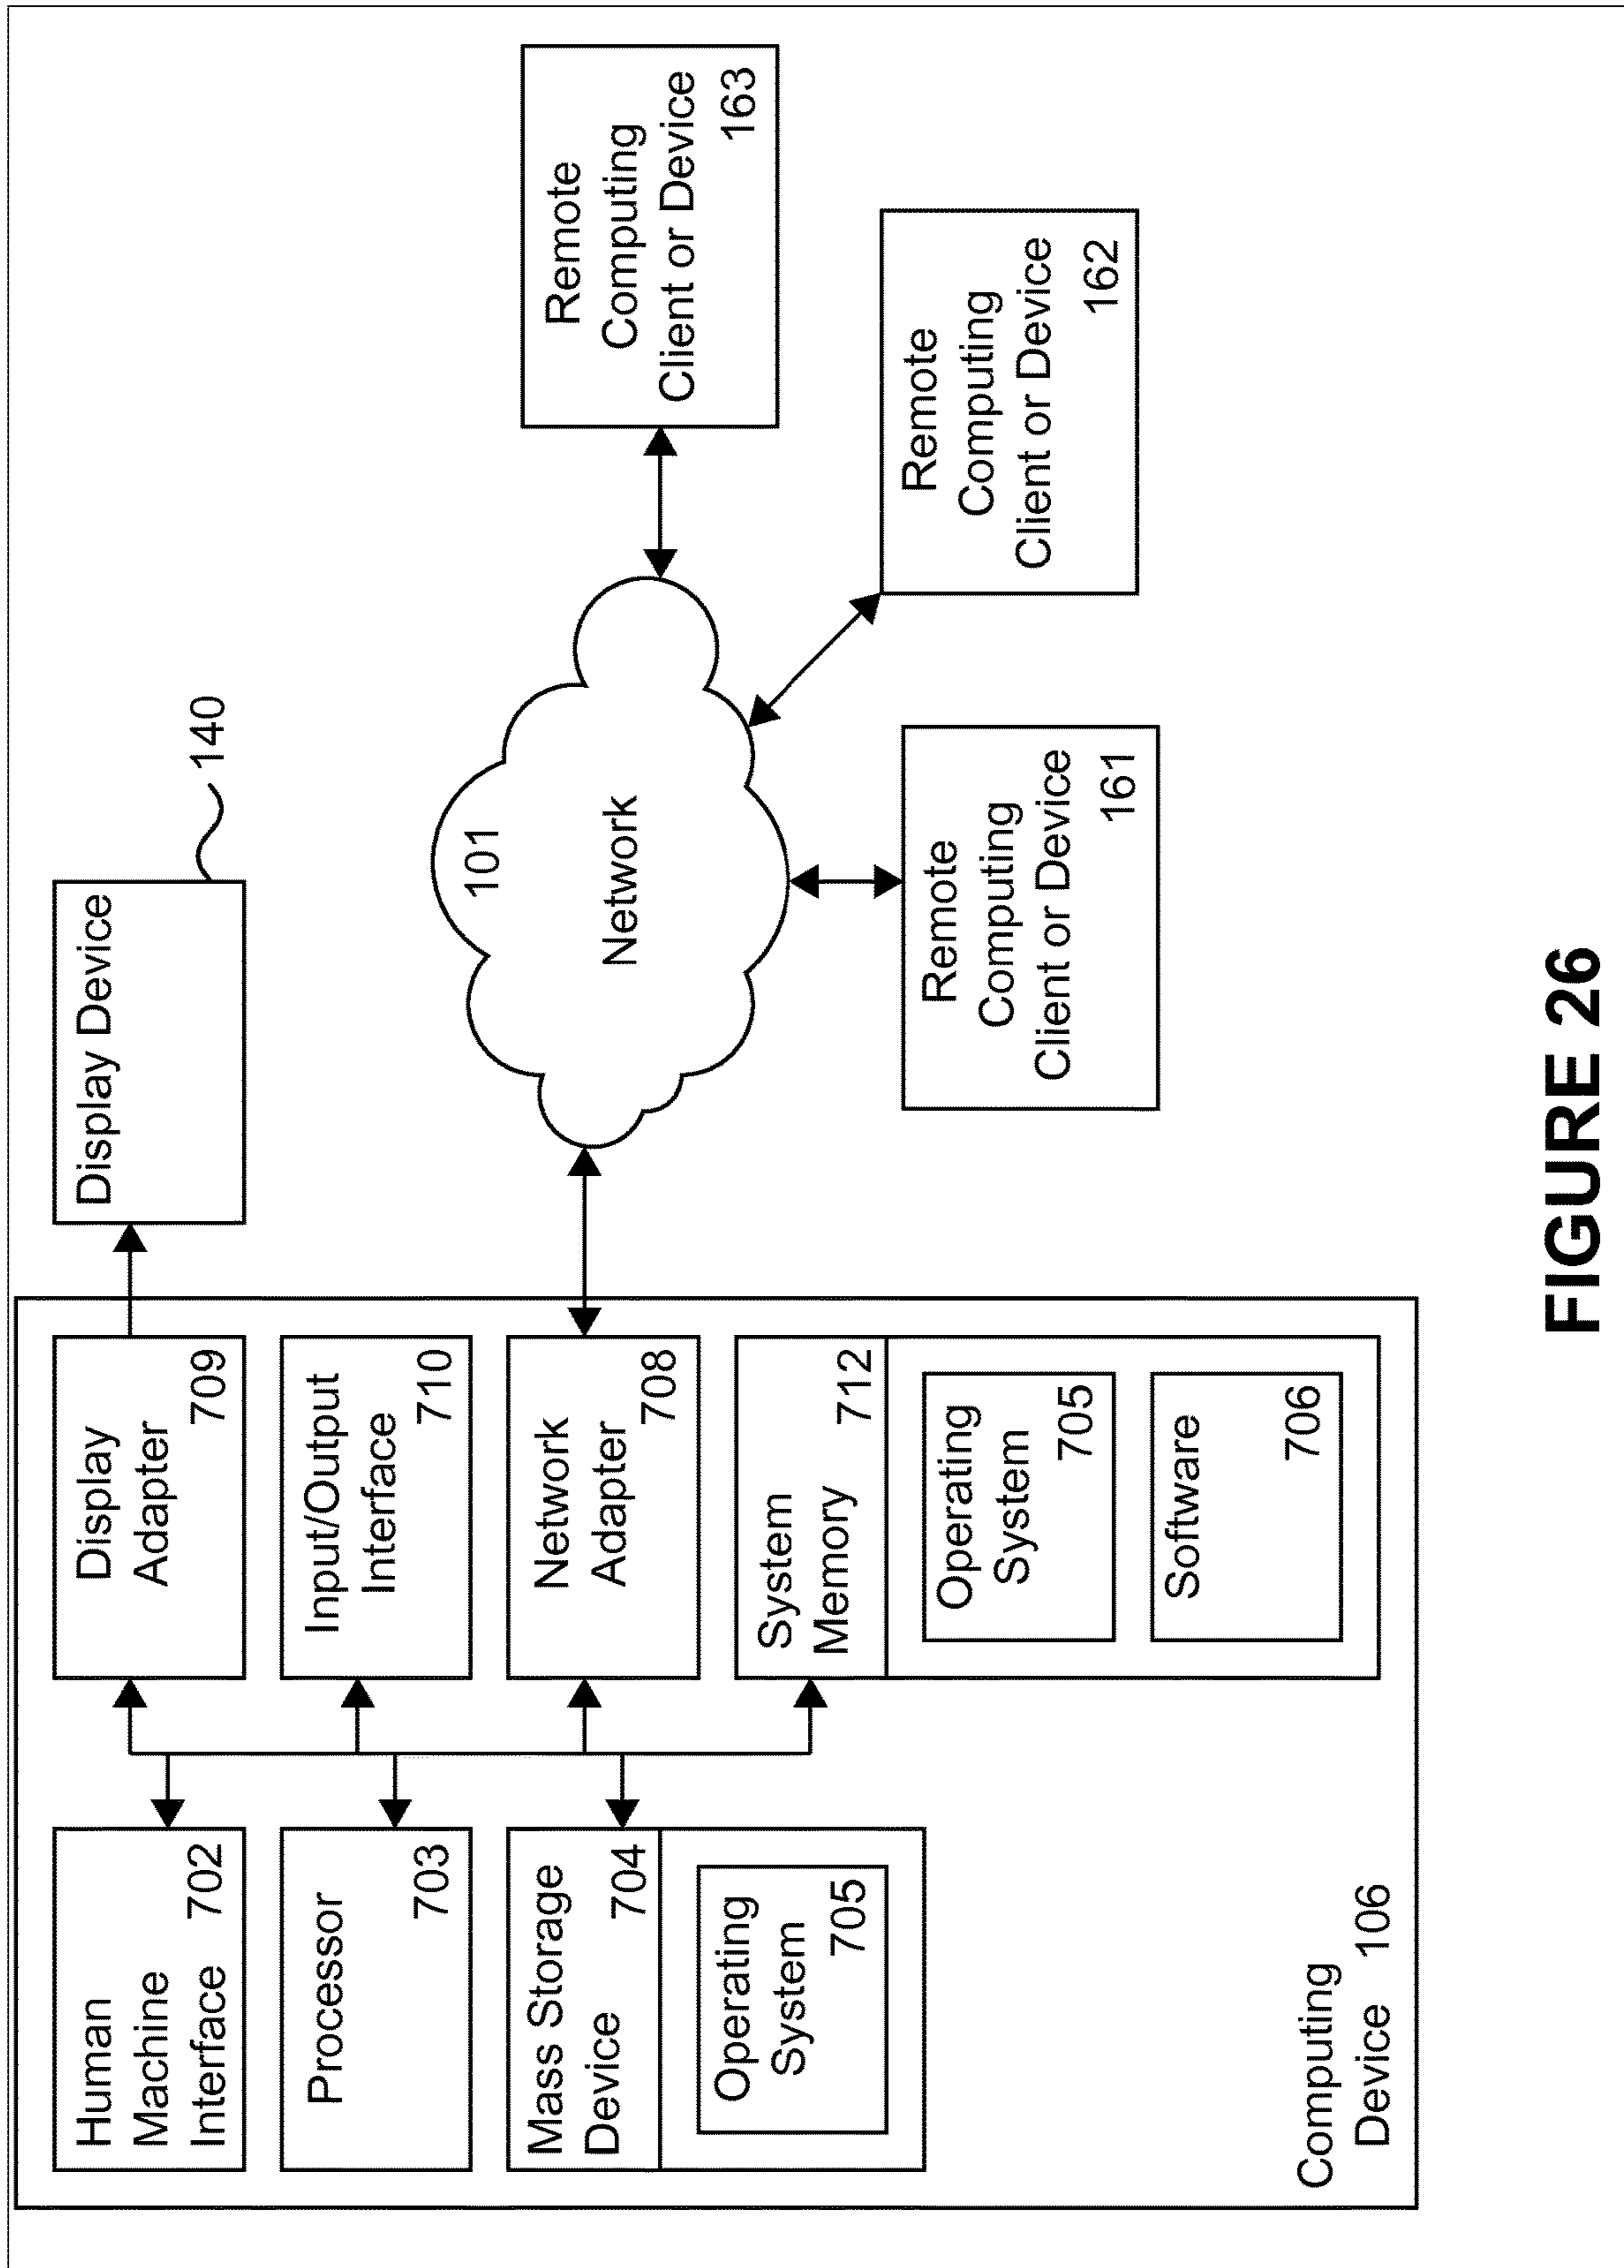 Human
Machine
Interface 702
Processor
703
Mass Storage
Device 704
Operating
System
705
Computing
Device 106
Display
Adapter
709
Input/Output
Interface
710
Network
Adapter
708
System
Memory 712
Operating
System
705
Software
706
Display Device
140
101
Network
Remote
Computing
Client or Device
161
Remote
Computing
Client or Device
162
Remote
Computing
Client or Device
163
FIGURE 26